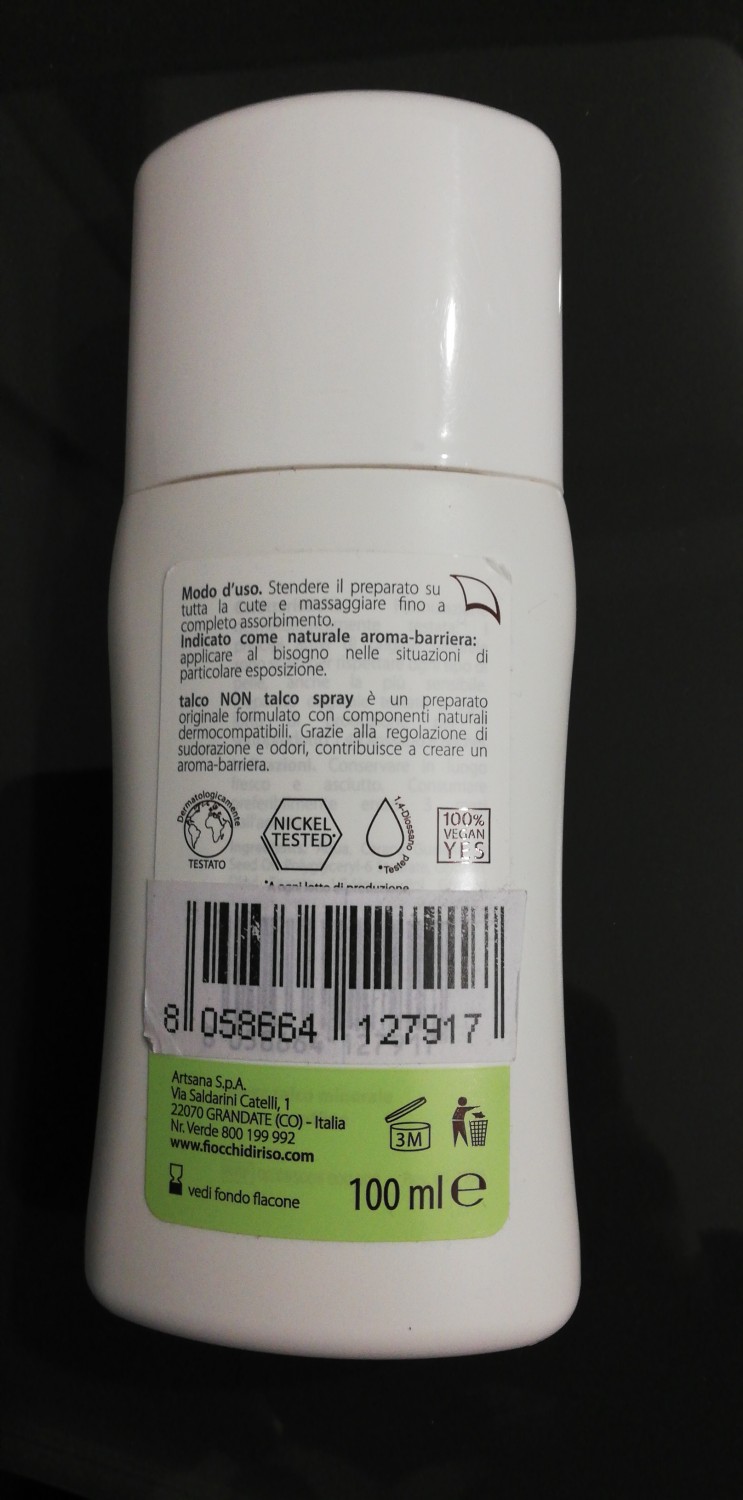 Modo d'uso. Stendere il preparato su
tutta la cute e massaggiare fino a
completo assorbimento.
Indicato come naturale aroma-barriera:
applicare al bisogno nelle situazioni di
particolare esposizione.
talco NON talco spray è un preparato
originale formulato con componenti naturali
dermocompatibili. Grazie alla regolazione di
sudorazione e odori, contribuisce a creare un
aroma-barriera.
Dermatologicamente
TESTATO
NICKEL
TESTED*
1,4-Diossano
*Tested
100%
VEGAN
YES
*A ogni lotto di produzione
8 058664 127917
Artsana S.p.A.
Via Saldarini Catelli, 1
22070 GRANDATE (CO) - Italia
Nr. Verde 800 199 992
www.fiocchidiriso.com
3M
vedi fondo flacone
100 ml e